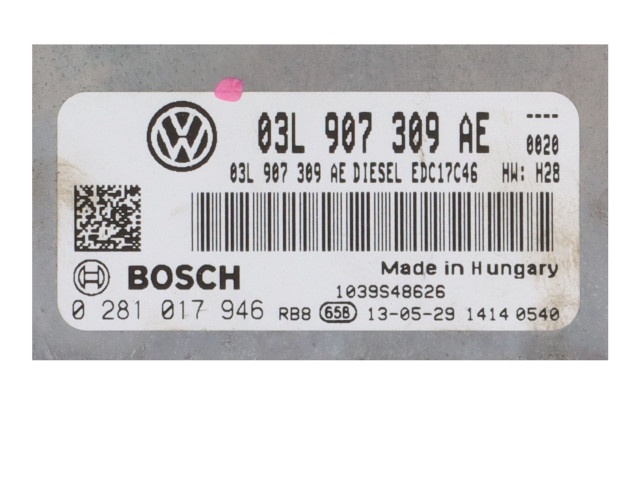 03L 907 309 AE ----
0020
03L 907 309 AE DIESEL EDC17C46 HW: H28
BOSCH
Made in Hungary
1039S48626
0 281 017 946 RB8 658 13-05-29 1414 0540